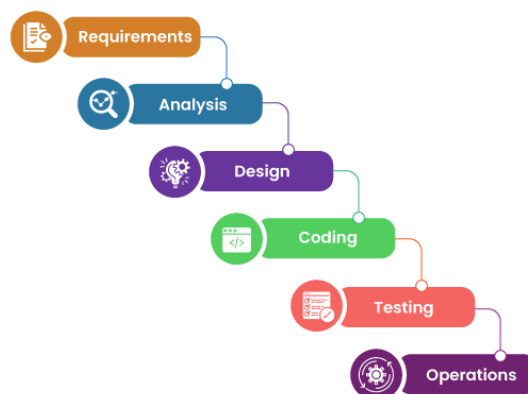 Requirements
Analysis
Design
Coding
</>
Testing
Operations